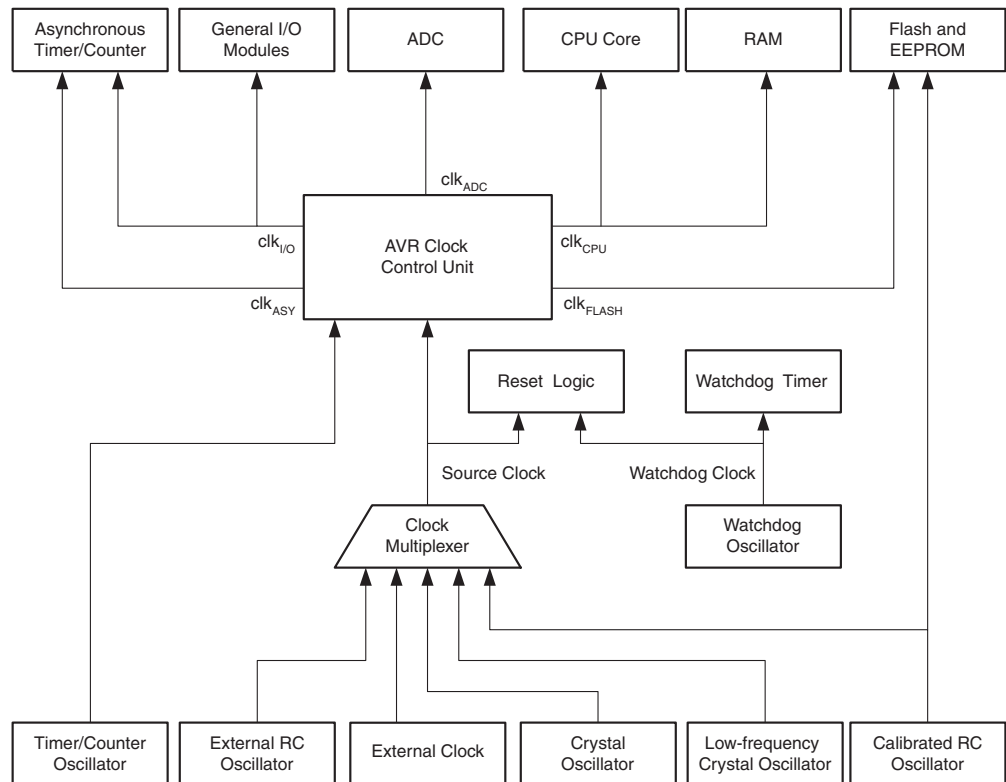 Asynchronous
Timer/Counter
General I/O
Modules
ADC
CPU Core
RAM
Flash and
EEPROM
clkADC
clkI/O
AVR Clock
Control Unit
clkCPU
clkASY
clkFLASH
Reset Logic
Watchdog Timer
Source Clock
Watchdog Clock
Clock
Multiplexer
Watchdog
Oscillator
Timer/Counter
Oscillator
External RC
Oscillator
External Clock
Crystal
Oscillator
Low-frequency
Crystal Oscillator
Calibrated RC
Oscillator